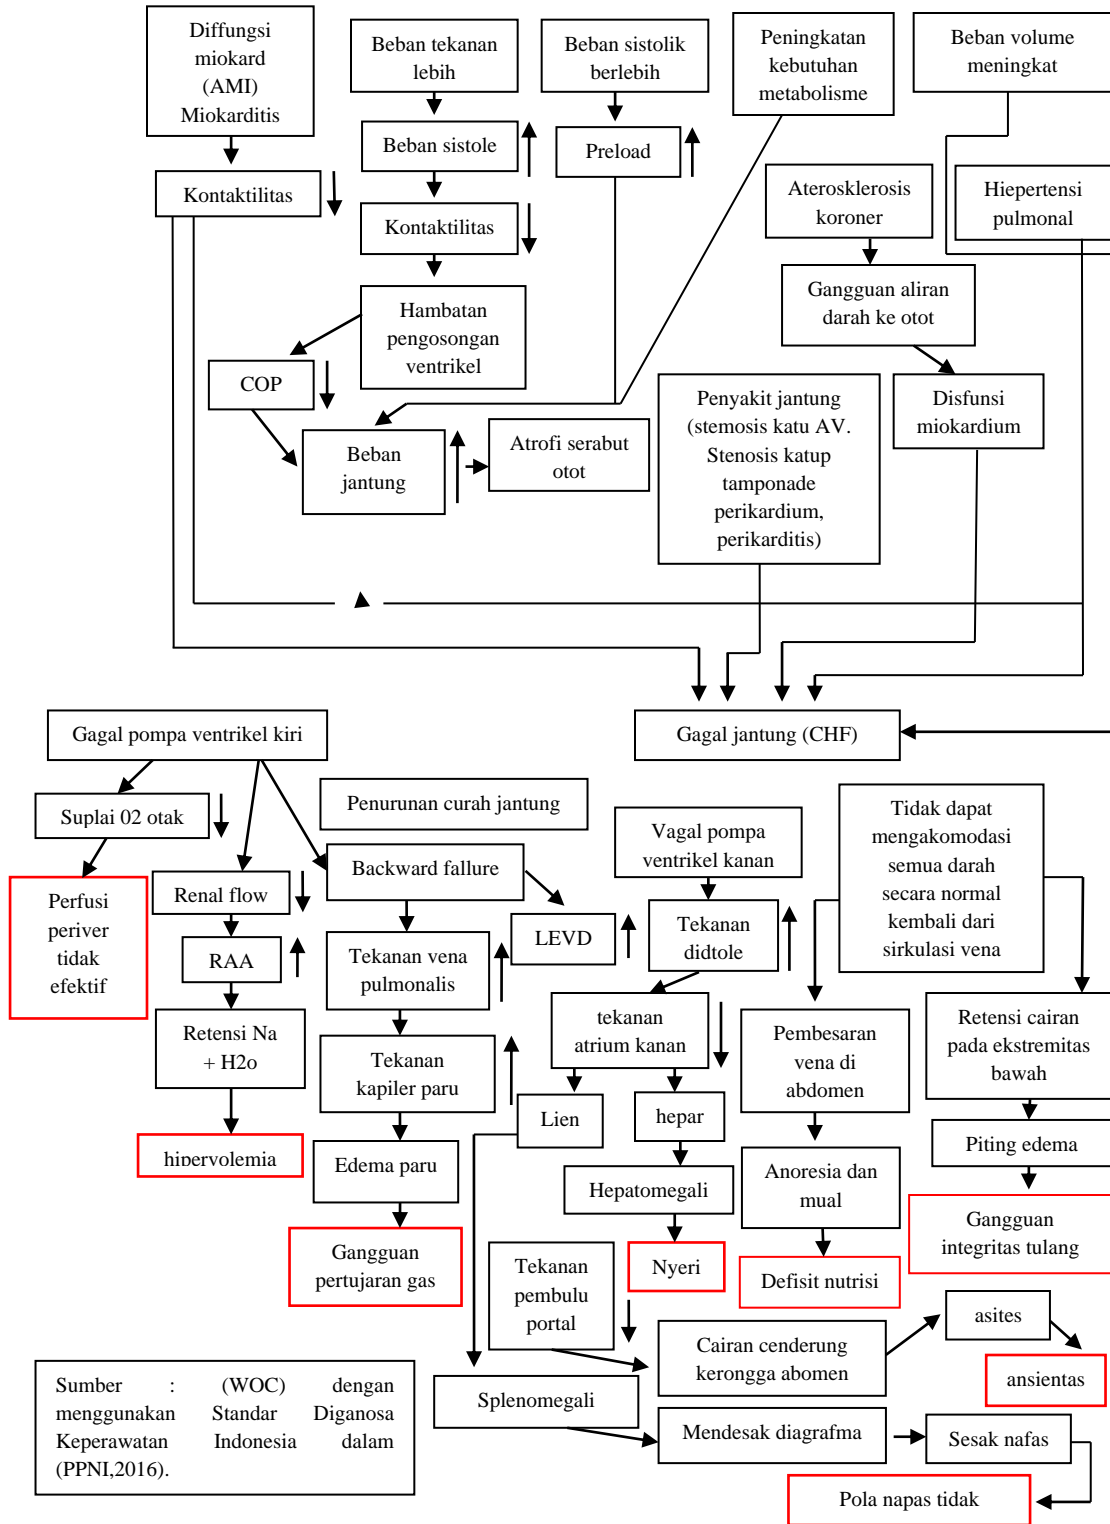 Diffungsi
miokard
(AMI)
Miokarditis
Beban tekanan
lebih
Beban sistolik
berlebih
Peningkatan
kebutuhan
metabolisme
Beban volume
meningkat
Beban sistole
Preload
Kontaktilitas
Kontaktilitas
Aterosklerosis
koroner
Hiepertensi
pulmonal
Gangguan aliran
darah ke otot
Hambatan
pengosongan
ventrikel
COP
Penyakit jantung
(stemosis katu AV.
Stenosis katup
tamponade
perikardium,
perikarditis)
Disfunsi
miokardium
Beban
jantung
Atrofi serabut
otot
Gagal pompa ventrikel kiri
Gagal jantung (CHF)
Suplai 02 otak
Penurunan curah jantung
Vagal pompa
ventrikel kanan
Tidak dapat
mengakomodasi
semua darah
secara normal
kembali dari
sirkulasi vena
Perfusi
periver
tidak
efektif
Renal flow
Backward fallure
LEVD
Tekanan
didtole
RAA
Tekanan vena
pulmonalis
Retensi Na
+ H2o
Tekanan
kapiler paru
tekanan
atrium kanan
Pembesaran
vena di
abdomen
Retensi cairan
pada ekstremitas
bawah
Lien
hepar
hipervolemia
Edema paru
Hepatomegali
Anoresia dan
mual
Piting edema
Gangguan
pertujaran gas
Tekanan
pembulu
portal
Nyeri
Defisit nutrisi
Gangguan
integritas tulang
Cairan cenderung
kerongga abomen
asites
ansientas
Sumber : (WOC) dengan
menggunakan Standar Diganosa
Keperawatan Indonesia dalam
(PPNI,2016).
Splenomegali
Mendesak diagrafma
Sesak nafas
Pola napas tidak